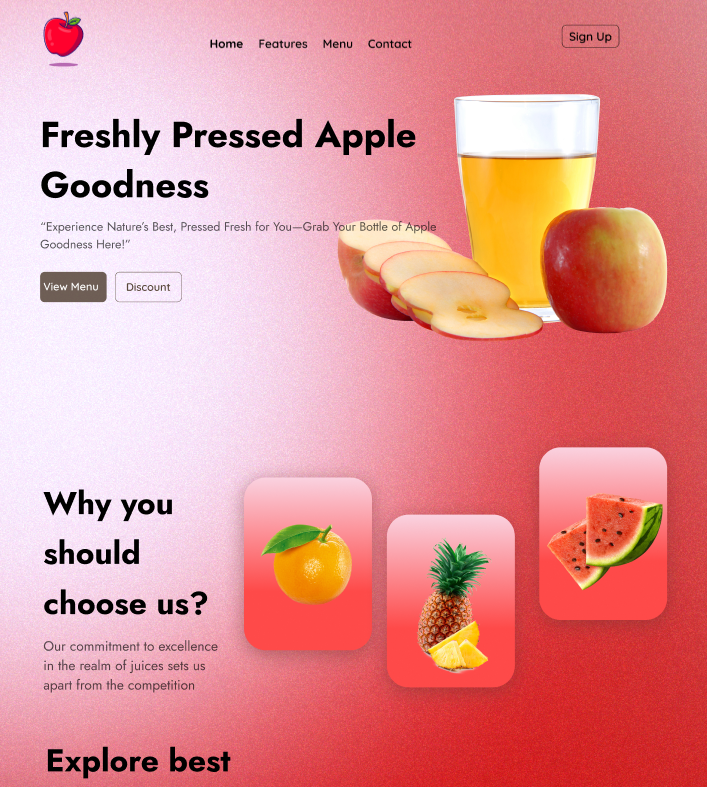 Home Features Menu Contact Sign Up
Freshly Pressed Apple
Goodness
“Experience Nature’s Best, Pressed Fresh for You—Grab Your Bottle of Apple
Goodness Here!”
View Menu Discount
Why you
should
choose us?
Our commitment to excellence
in the realm of juices sets us
apart from the competition
Explore best